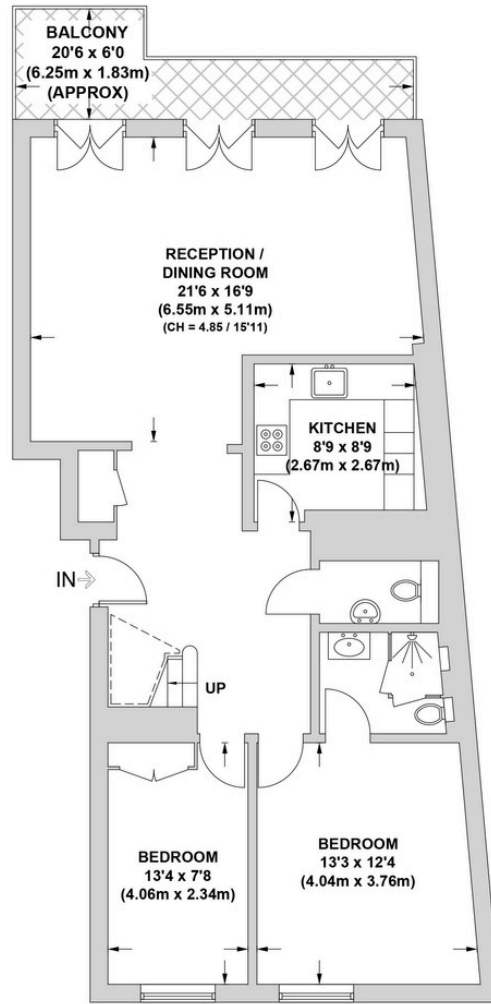 BALCONY
20'6 x 6'0
(6.25m x 1.83m)
(APPROX)
RECEPTION /
DINING ROOM
21'6 x 16'9
(6.55m x 5.11m)
(CH = 4.85 / 15'11)
KITCHEN
8'9 x 8'9
(2.67m x 2.67m)
IN
UP
BEDROOM
13'4 x 7'8
(4.06m x 2.34m)
BEDROOM
13'3 x 12'4
(4.04m x 3.76m)